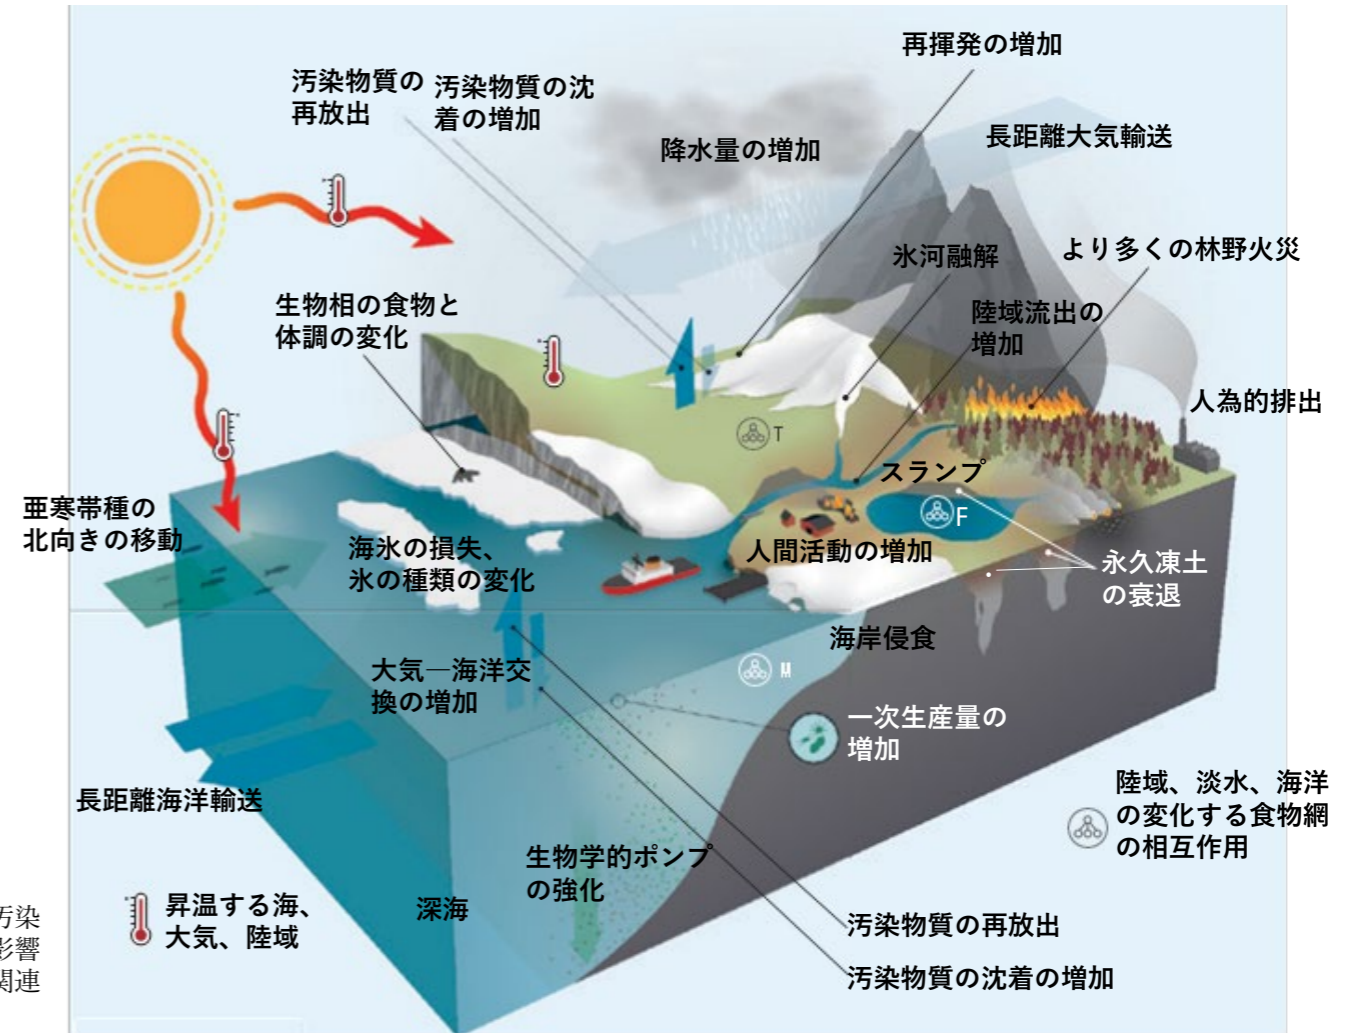 再揮発の増加
汚染物質の
再放出
汚染物質の沈
着の増加
降水量の増加
長距離大気輸送
氷河融解
より多くの林野火災
生物相の食物と
体調の変化
陸域流出の
増加
人為的排出
T
スランプ
F
亜寒帯種の
北向きの移動
海氷の損失、
氷の種類の変化
人間活動の増加
永久凍土
の衰退
海岸侵食
大気―海洋交
換の増加
M
一次生産量の
増加
長距離海洋輸送
陸域、淡水、海洋
の変化する食物網
の相互作用
生物学的ポンプ
の強化
昇温する海、
大気、陸域
深海
汚染
影響
関連
汚染物質の再放出
汚染物質の沈着の増加